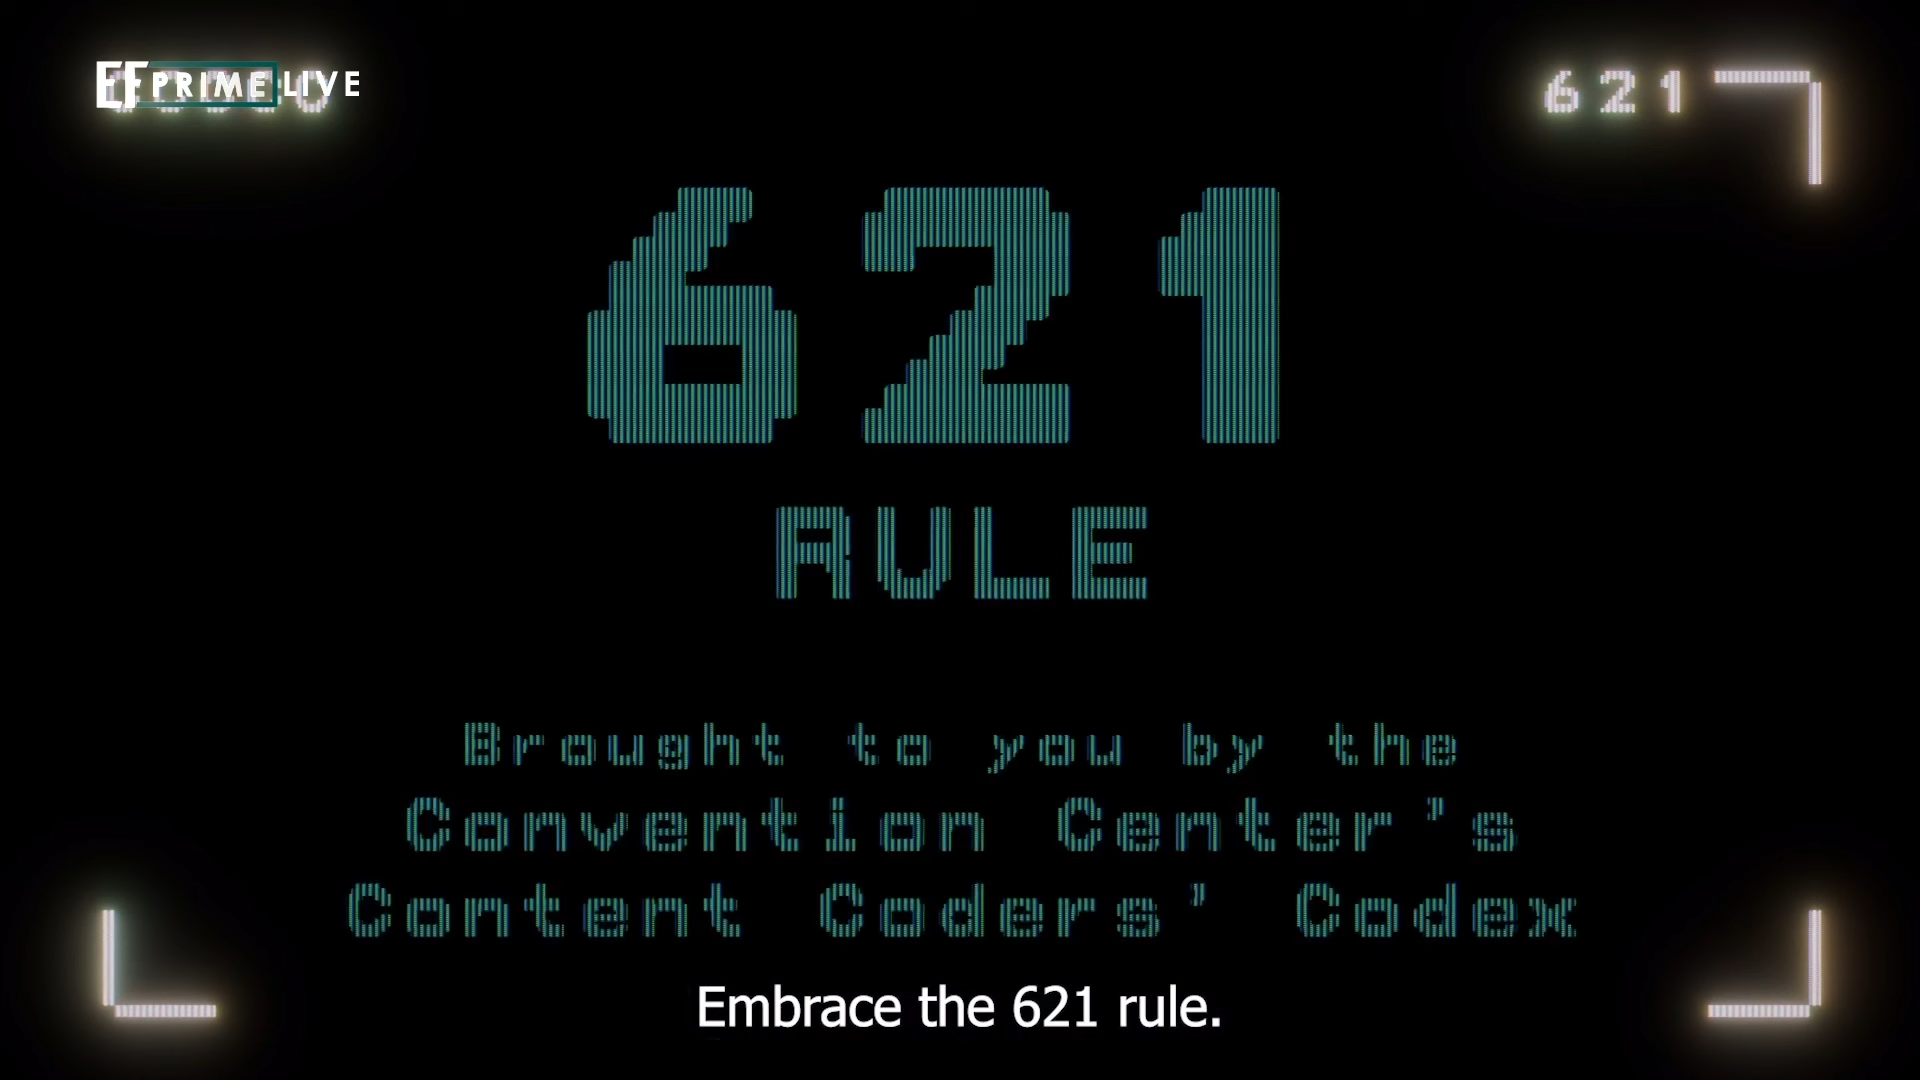 EF PRIME LIVE
621
621
RULE
Brought to you by the
Convention Center's
Content Coders' Codex
Embrace the 621 rule.